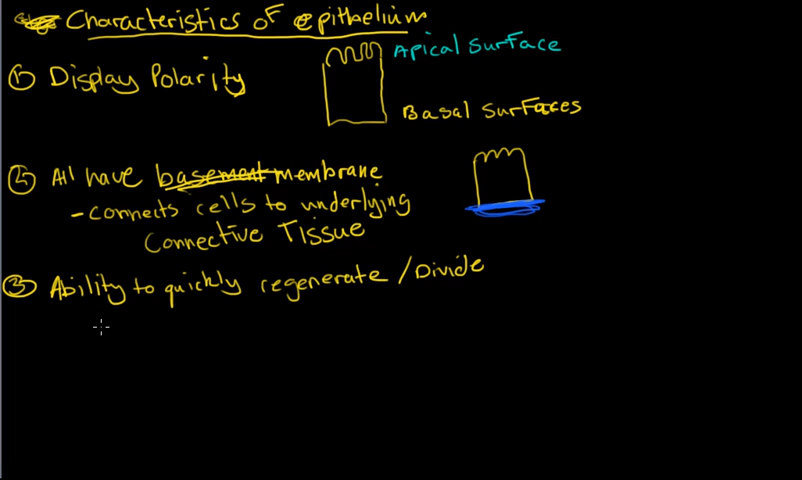 Characteristics of epithelium
① Display Polarity
Apical Surface
Basal Surfaces
② All have basement membrane
- connects cells to underlying
Connective Tissue
③ Ability to quickly regenerate / Divide